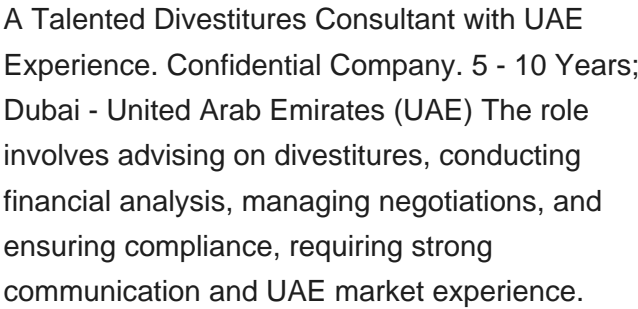 A Talented Divestitures Consultant with UAE
Experience. Confidential Company. 5 - 10 Years;
Dubai - United Arab Emirates (UAE) The role
involves advising on divestitures, conducting
financial analysis, managing negotiations, and
ensuring compliance, requiring strong
communication and UAE market experience.